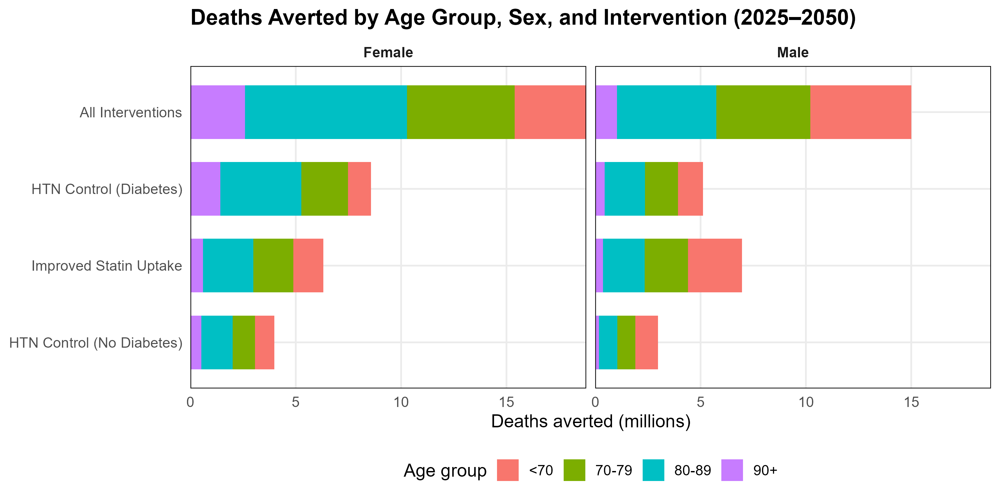 Deaths Averted by Age Group, Sex, and Intervention (2025–2050)
Female
Male
All Interventions
HTN Control (Diabetes)
Improved Statin Uptake
HTN Control (No Diabetes)
0 5 10 15
0 5 10 15
Deaths averted (millions)
Age group <70 70-79 80-89 90+